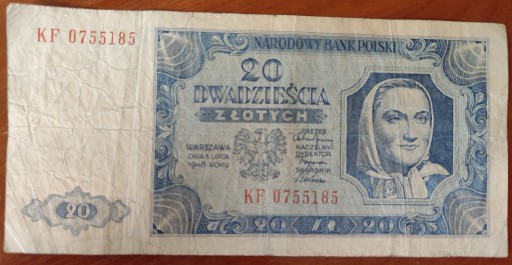 KF 0755185
NARODOWY BANK POLSKI
20
DWADZIEŚCIA
ZŁOTYCH
WARSZAWA
DNIA 1 LIPCA
1948 ROKU
PREZES
NACZELNY
DYREKTOR
SKARBNIK
KF 0755185
20
20 ZŁ 20